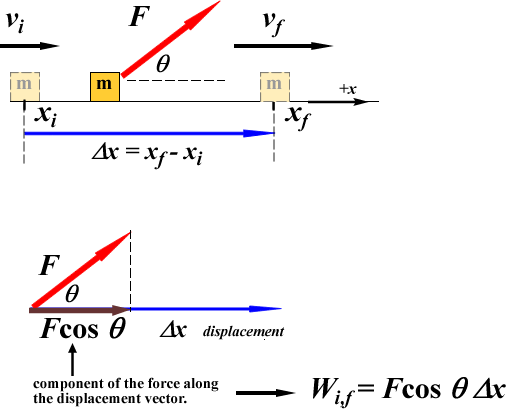 v_i F v_f
θ
m m m
+x
x_i x_f
Δx = x_f - x_i
F
θ
Fcos θ Δx displacement
component of the force along
the displacement vector.
W_i,f = Fcos θ Δx